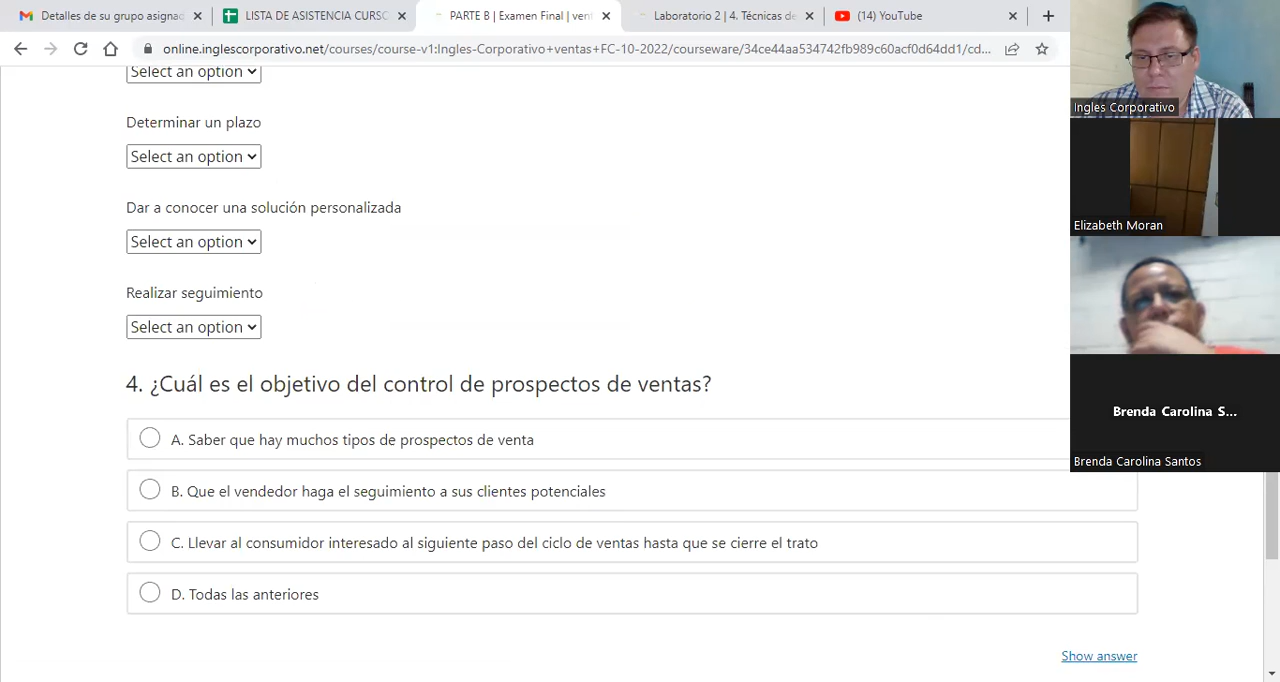 Detalles de su grupo asignad
LISTA DE ASISTENCIA CURSC
PARTE B | Examen Final | vent
Laboratorio 2 | 4. Técnicas de
(14) YouTube
online.inglescorporativo.net/courses/course-v1:Ingles-Corporativo+ventas+FC-10-2022/courseware/34ce44aa534742fb989c60acf0d64dd1/cd...
Select an option
Determinar un plazo
Select an option
Dar a conocer una solución personalizada
Select an option
Realizar seguimiento
Select an option
4. ¿Cuál es el objetivo del control de prospectos de ventas?
A. Saber que hay muchos tipos de prospectos de venta
B. Que el vendedor haga el seguimiento a sus clientes potenciales
C. Llevar al consumidor interesado al siguiente paso del ciclo de ventas hasta que se cierre el trato
D. Todas las anteriores
Show answer
Ingles Corporativo
Elizabeth Moran
Brenda Carolina S...
Brenda Carolina Santos